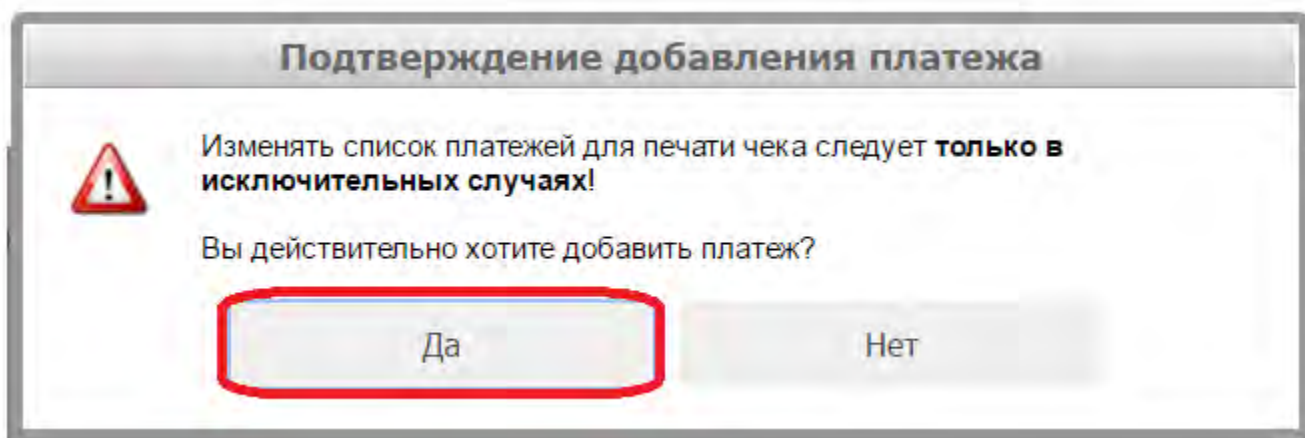 Подтверждение добавления платежа
Изменять список платежей для печати чека следует только в
исключительных случаях!
Вы действительно хотите добавить платеж?
Да
Нет